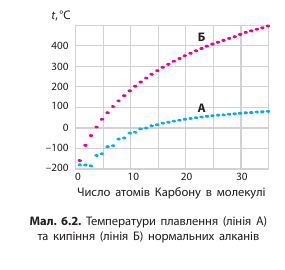 t,°C
400
300
200
100
0
−100
−200
Б
А
0 10 20 30
Число атомів Карбону в молекулі
Мал. 6.2. Температури плавлення (лінія А)
та кипіння (лінія Б) нормальних алканів